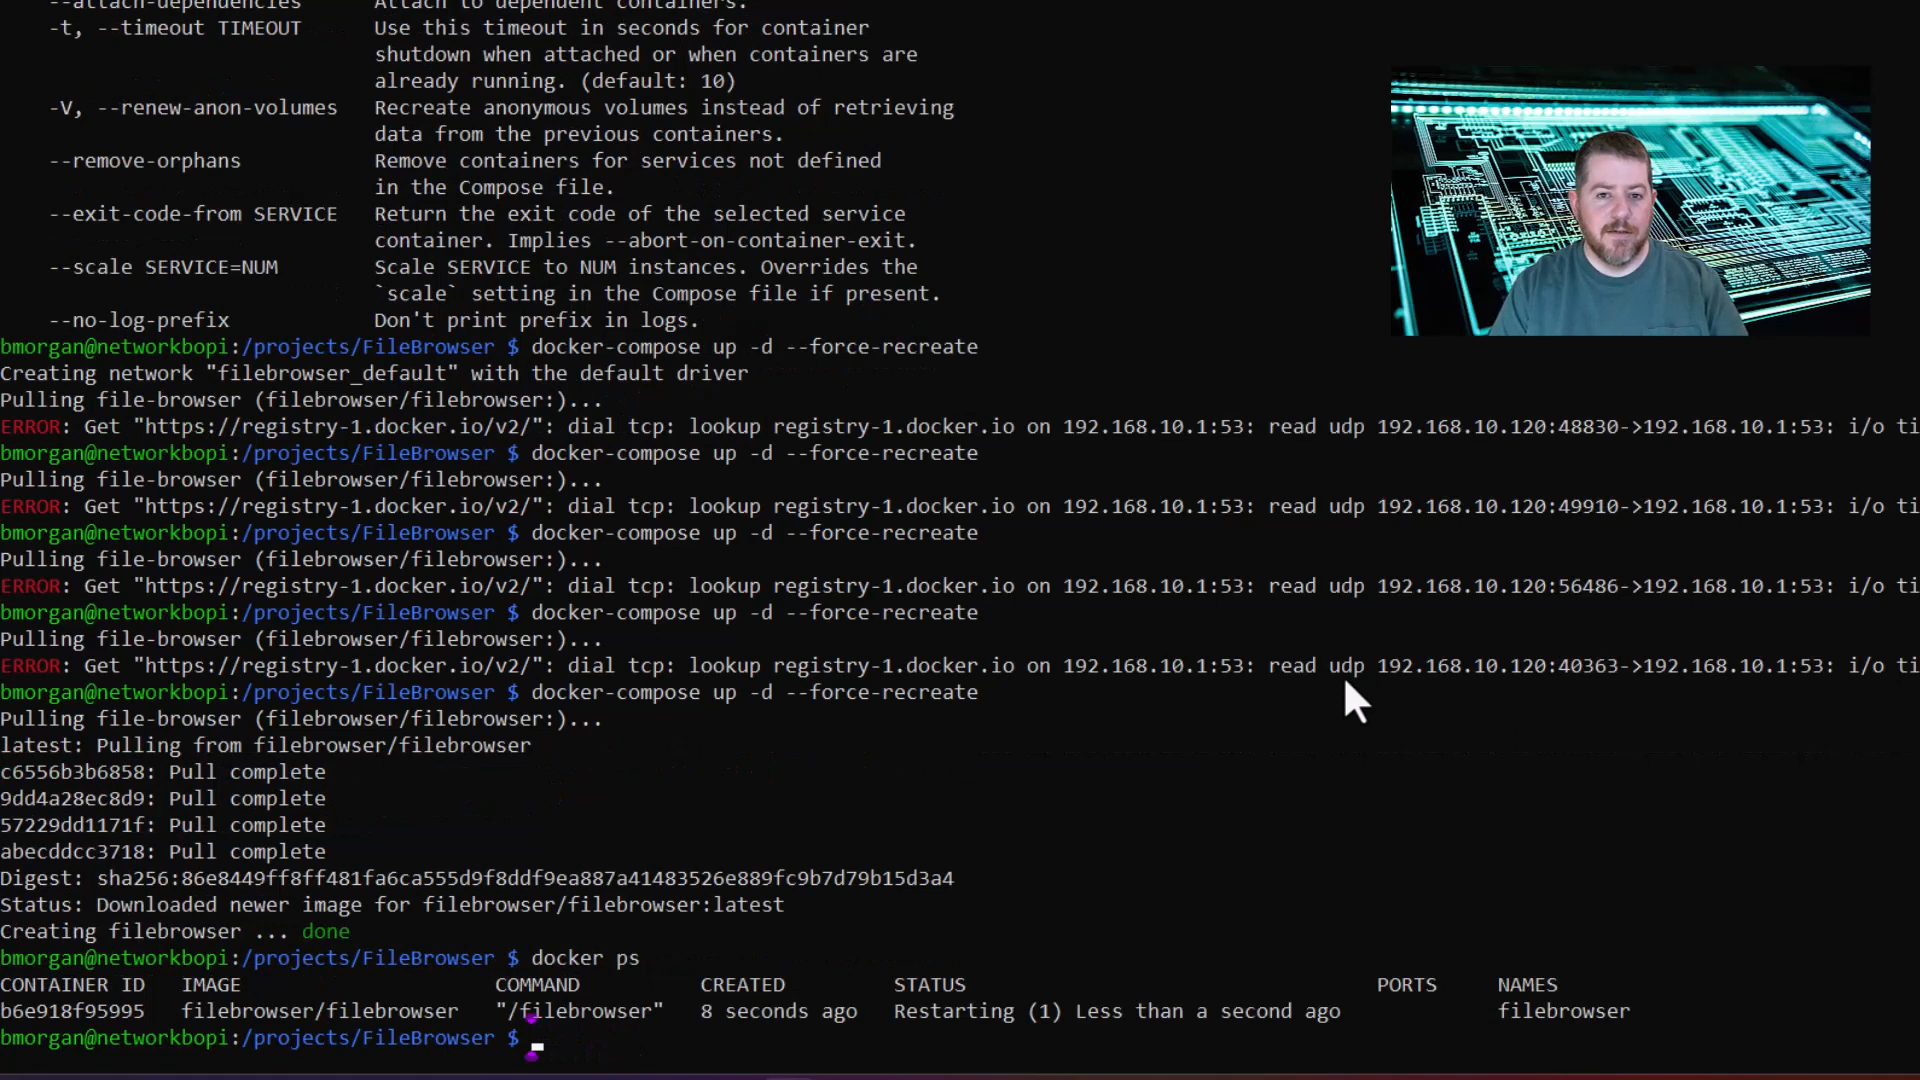 --attach-dependencies      Attach to dependent containers.
-t, --timeout TIMEOUT      Use this timeout in seconds for container
shutdown when attached or when containers are
already running. (default: 10)
-V, --renew-anon-volumes   Recreate anonymous volumes instead of retrieving
data from the previous containers.
--remove-orphans           Remove containers for services not defined
in the Compose file.
--exit-code-from SERVICE   Return the exit code of the selected service
container. Implies --abort-on-container-exit.
--scale SERVICE=NUM        Scale SERVICE to NUM instances. Overrides the
`scale` setting in the Compose file if present.
--no-log-prefix            Don't print prefix in logs.
bmorgan@networkbopi:/projects/FileBrowser $ docker-compose up -d --force-recreate
Creating network "filebrowser_default" with the default driver
Pulling file-browser (filebrowser/filebrowser:)...
ERROR: Get "https://registry-1.docker.io/v2/": dial tcp: lookup registry-1.docker.io on 192.168.10.1:53: read udp 192.168.10.120:48830->192.168.10.1:53: i/o ti
bmorgan@networkbopi:/projects/FileBrowser $ docker-compose up -d --force-recreate
Pulling file-browser (filebrowser/filebrowser:)...
ERROR: Get "https://registry-1.docker.io/v2/": dial tcp: lookup registry-1.docker.io on 192.168.10.1:53: read udp 192.168.10.120:49910->192.168.10.1:53: i/o ti
bmorgan@networkbopi:/projects/FileBrowser $ docker-compose up -d --force-recreate
Pulling file-browser (filebrowser/filebrowser:)...
ERROR: Get "https://registry-1.docker.io/v2/": dial tcp: lookup registry-1.docker.io on 192.168.10.1:53: read udp 192.168.10.120:56486->192.168.10.1:53: i/o ti
bmorgan@networkbopi:/projects/FileBrowser $ docker-compose up -d --force-recreate
Pulling file-browser (filebrowser/filebrowser:)...
ERROR: Get "https://registry-1.docker.io/v2/": dial tcp: lookup registry-1.docker.io on 192.168.10.1:53: read udp 192.168.10.120:40363->192.168.10.1:53: i/o ti
bmorgan@networkbopi:/projects/FileBrowser $ docker-compose up -d --force-recreate
Pulling file-browser (filebrowser/filebrowser:)...
latest: Pulling from filebrowser/filebrowser
c6556b3b6858: Pull complete
9dd4a28ec8d9: Pull complete
57229dd1171f: Pull complete
abecddcc3718: Pull complete
Digest: sha256:86e8449ff8ff481fa6ca555d9f8ddf9ea887a41483526e889fc9b7d79b15d3a4
Status: Downloaded newer image for filebrowser/filebrowser:latest
Creating filebrowser ... done
bmorgan@networkbopi:/projects/FileBrowser $ docker ps
CONTAINER ID   IMAGE                     COMMAND          CREATED         STATUS                                  PORTS     NAMES
b6e918f95995   filebrowser/filebrowser   "/filebrowser"   8 seconds ago   Restarting (1) Less than a second ago             filebrowser
bmorgan@networkbopi:/projects/FileBrowser $